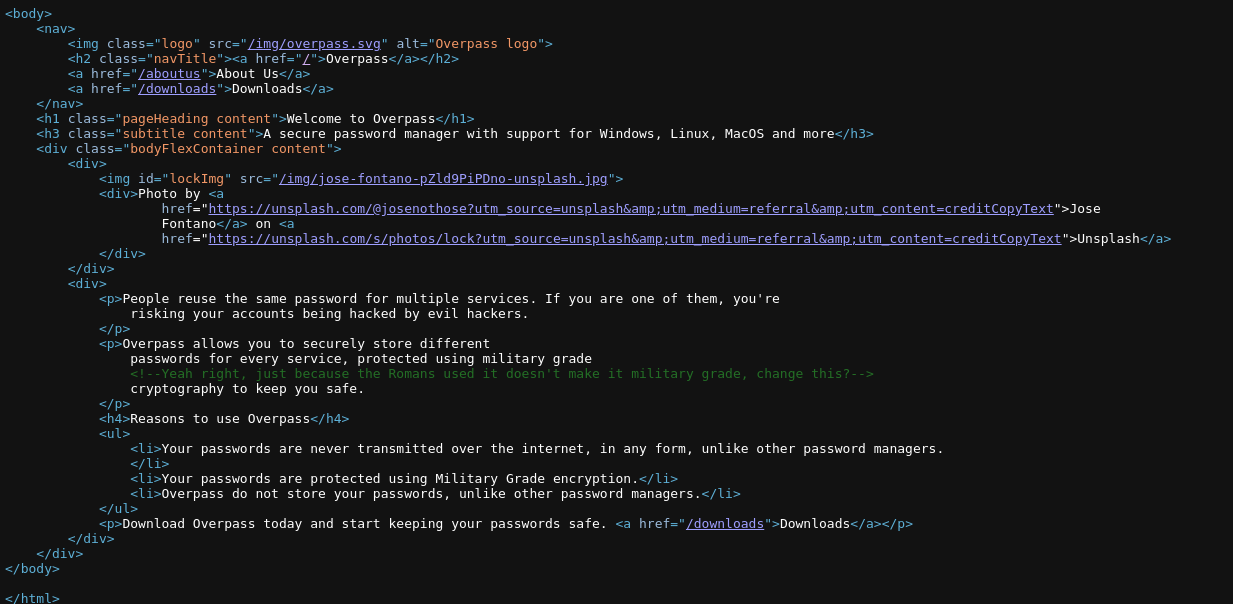 <body>
<nav>
<img class="logo" src="/img/overpass.svg" alt="Overpass logo">
<h2 class="navTitle"><a href="/">Overpass</a></h2>
<a href="/aboutus">About Us</a>
<a href="/downloads">Downloads</a>
</nav>
<h1 class="pageHeading content">Welcome to Overpass</h1>
<h3 class="subtitle content">A secure password manager with support for Windows, Linux, MacOS and more</h3>
<div class="bodyFlexContainer content">
<div>
<img id="lockImg" src="/img/jose-fontano-pZld9PiPDno-unsplash.jpg">
<div>Photo by <a
href="https://unsplash.com/@josenothose?utm_source=unsplash&amp;utm_medium=referral&amp;utm_content=creditCopyText">Jose
Fontano</a> on <a
href="https://unsplash.com/s/photos/lock?utm_source=unsplash&amp;utm_medium=referral&amp;utm_content=creditCopyText">Unsplash</a>
</div>
</div>
<div>
<p>People reuse the same password for multiple services. If you are one of them, you're
risking your accounts being hacked by evil hackers.
</p>
<p>Overpass allows you to securely store different
passwords for every service, protected using military grade
<!--Yeah right, just because the Romans used it doesn't make it military grade, change this?-->
cryptography to keep you safe.
</p>
<h4>Reasons to use Overpass</h4>
<ul>
<li>Your passwords are never transmitted over the internet, in any form, unlike other password managers.
</li>
<li>Your passwords are protected using Military Grade encryption.</li>
<li>Overpass do not store your passwords, unlike other password managers.</li>
</ul>
<p>Download Overpass today and start keeping your passwords safe. <a href="/downloads">Downloads</a></p>
</div>
</div>
</body>
</html>